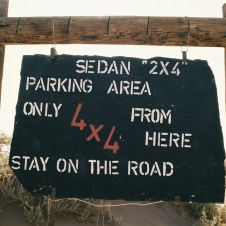 SEDAN "2X4"
PARKING AREA
ONLY 4x4 FROM
HERE
STAY ON THE ROAD